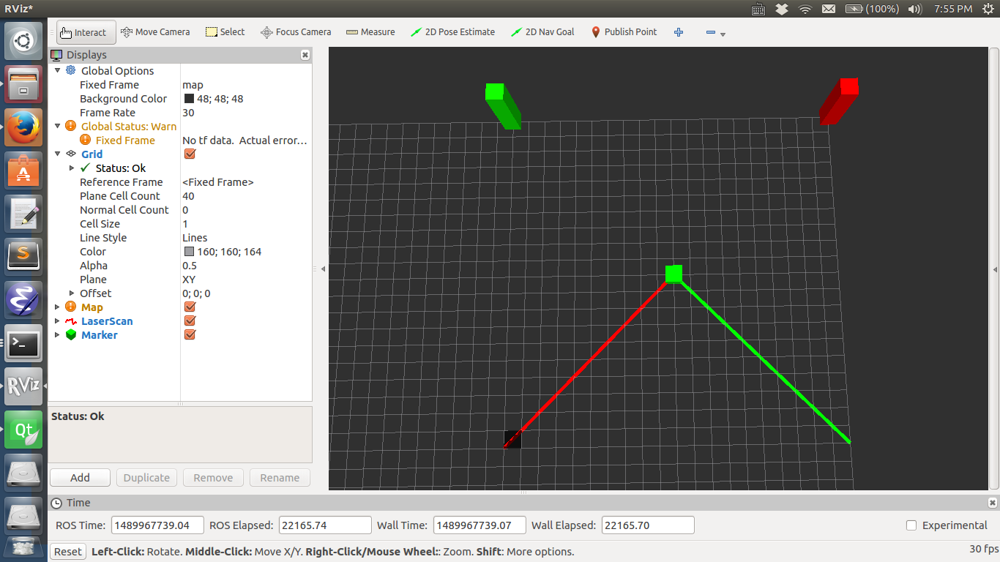 RViz*
(100%) 7:55 PM
Interact Move Camera Select Focus Camera Measure 2D Pose Estimate 2D Nav Goal Publish Point
Displays
Global Options
Fixed Frame map
Background Color 48; 48; 48
Frame Rate 30
Global Status: Warn
Fixed Frame No tf data. Actual error...
Grid
Status: Ok
Reference Frame <Fixed Frame>
Plane Cell Count 40
Normal Cell Count 0
Cell Size 1
Line Style Lines
Color 160; 160; 164
Alpha 0.5
Plane XY
Offset 0; 0; 0
Map
LaserScan
Marker
RViz
Qt
Status: Ok
Add Duplicate Remove Rename
Time
ROS Time: 1489967739.04 ROS Elapsed: 22165.74 Wall Time: 1489967739.07 Wall Elapsed: 22165.70 Experimental
Reset Left-Click: Rotate. Middle-Click: Move X/Y. Right-Click/Mouse Wheel:: Zoom. Shift: More options. 30 fps